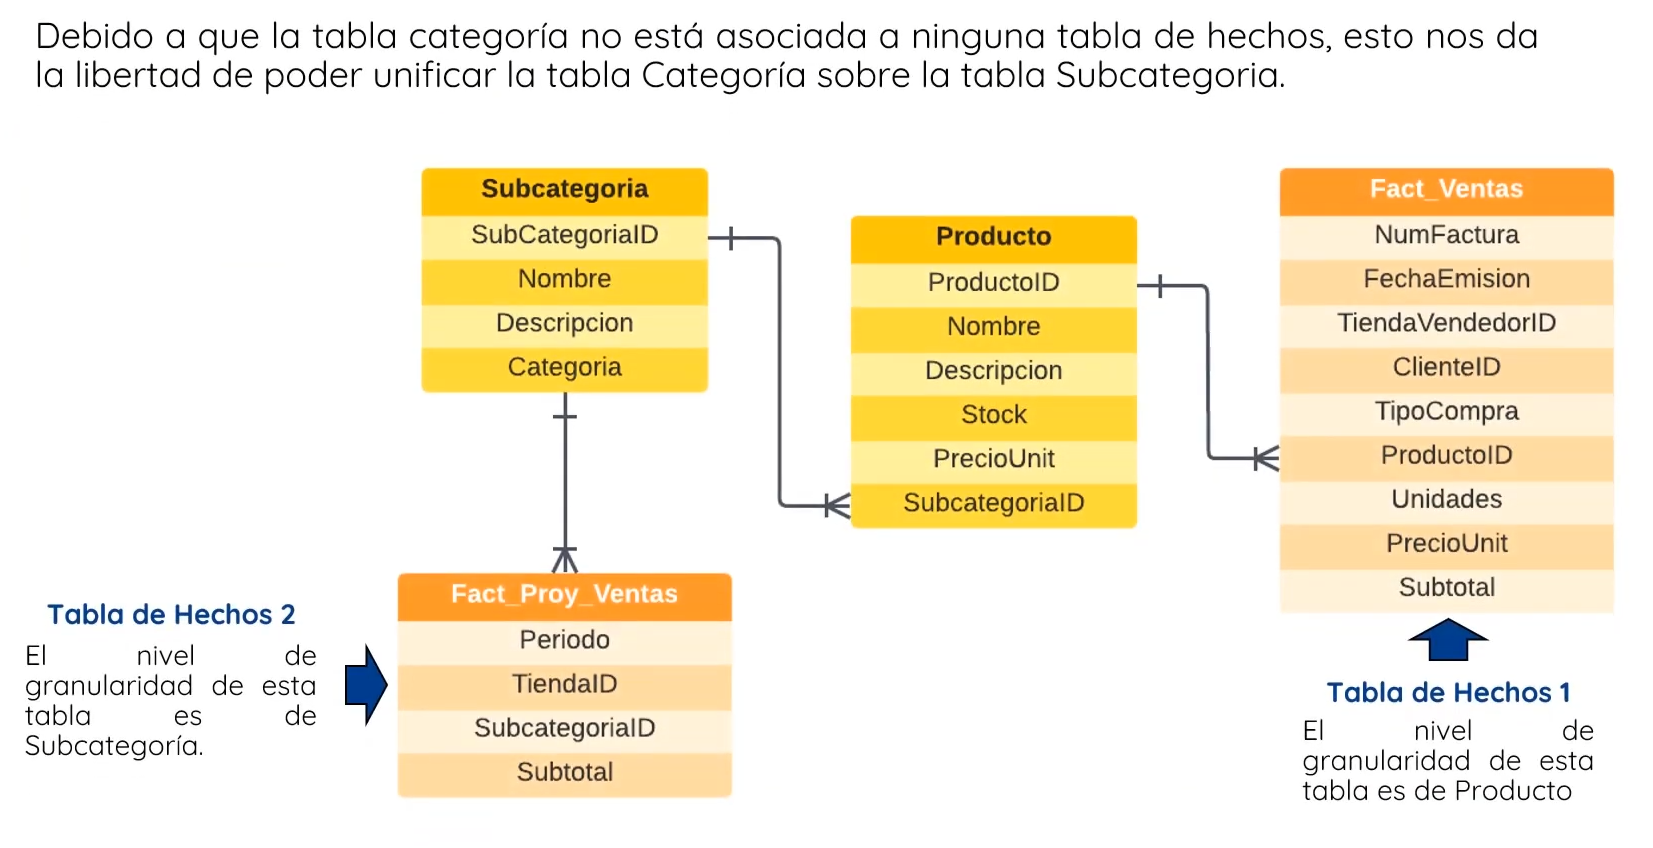 Debido a que la tabla categoría no está asociada a ninguna tabla de hechos, esto nos da
la libertad de poder unificar la tabla Categoría sobre la tabla Subcategoria.
Subcategoria
SubCategoriaID
Nombre
Descripcion
Categoria
Producto
ProductoID
Nombre
Descripcion
Stock
PrecioUnit
SubcategoriaID
Fact_Ventas
NumFactura
FechaEmision
TiendaVendedorID
ClienteID
TipoCompra
ProductoID
Unidades
PrecioUnit
Subtotal
Tabla de Hechos 2
El nivel de
granularidad de esta
tabla es de
Subcategoría.
Fact_Proy_Ventas
Periodo
TiendaID
SubcategoriaID
Subtotal
Tabla de Hechos 1
El nivel de
granularidad de esta
tabla es de Producto